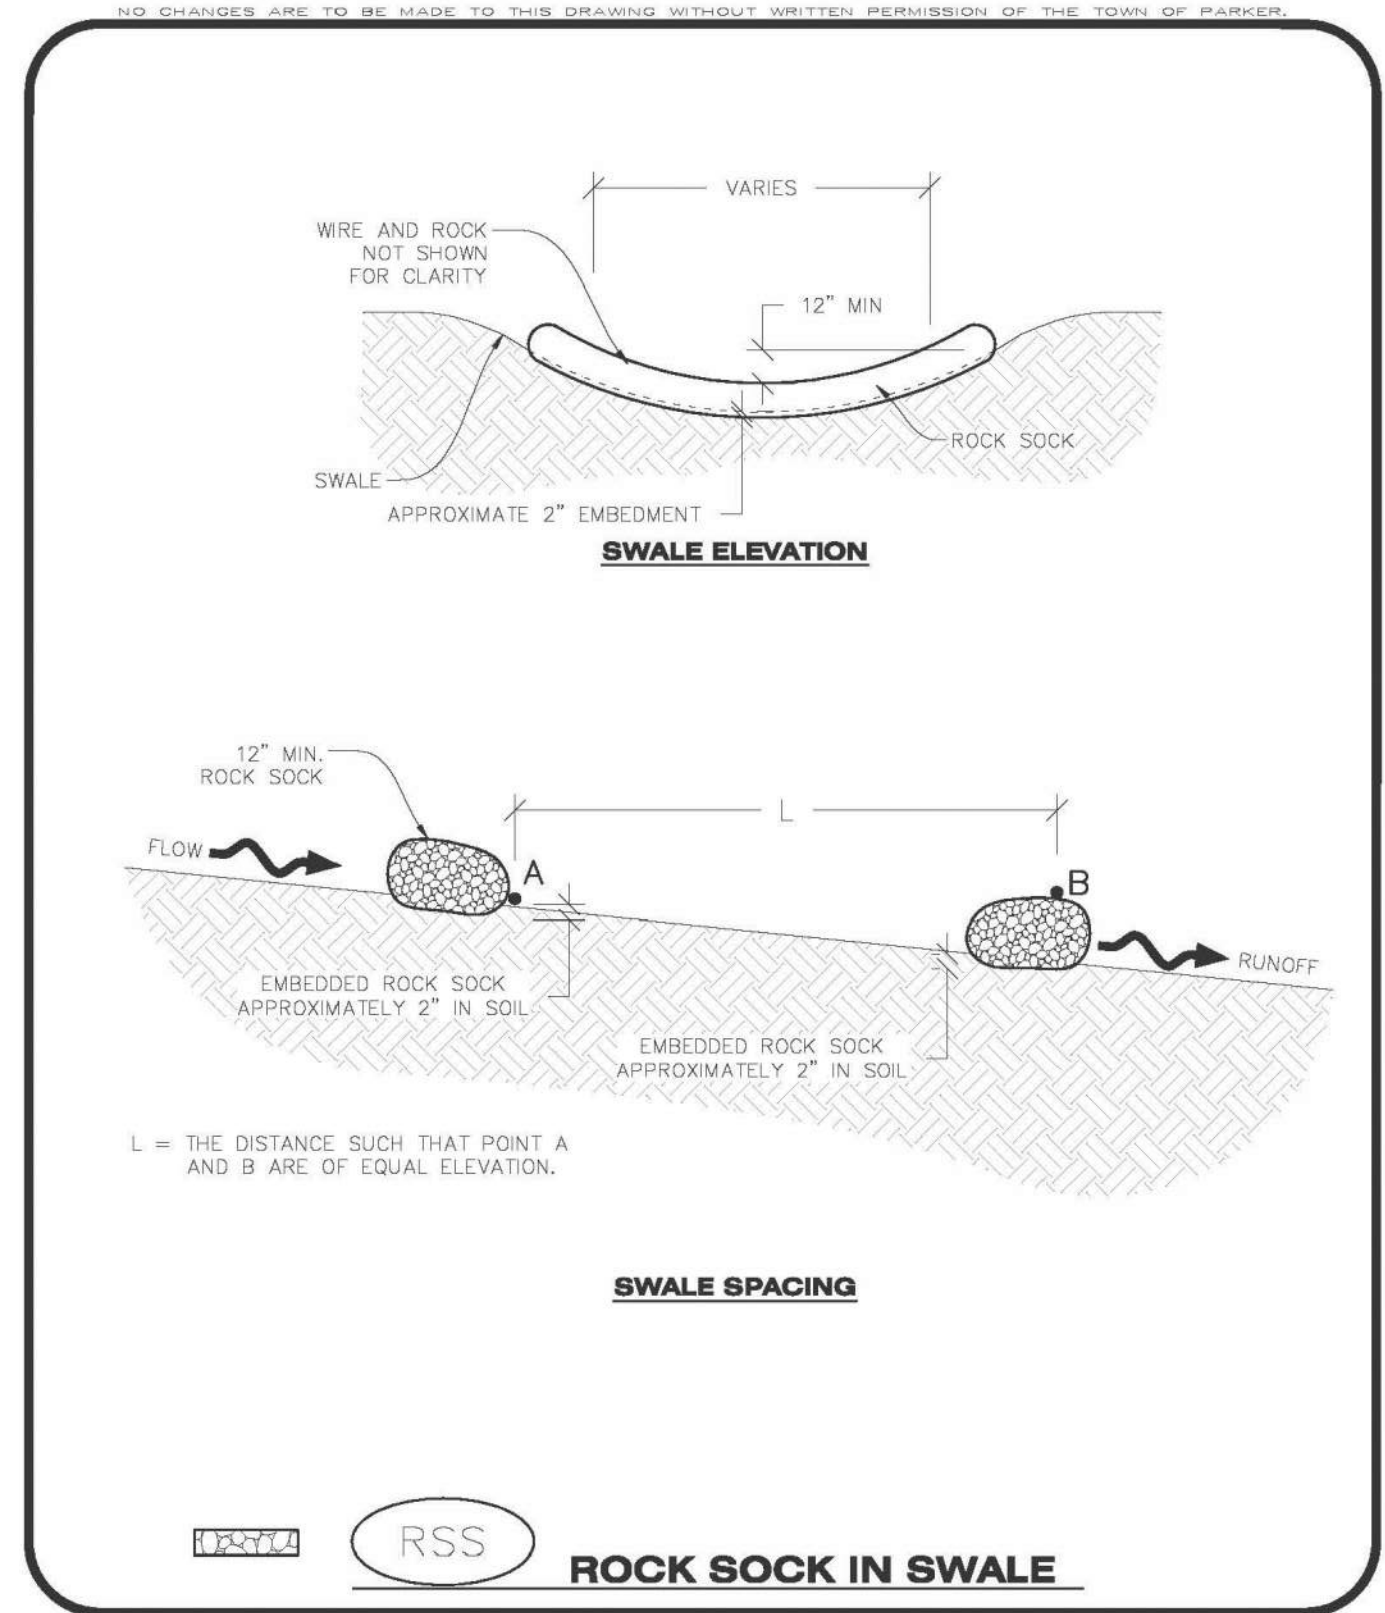 NO CHANGES ARE TO BE MADE TO THIS DRAWING WITHOUT WRITTEN PERMISSION OF THE TOWN OF PARKER.
VARIES
WIRE AND ROCK
NOT SHOWN
FOR CLARITY
12" MIN
ROCK SOCK
SWALE
APPROXIMATE 2" EMBEDMENT
SWALE ELEVATION
12" MIN.
ROCK SOCK
L
FLOW
A
B
RUNOFF
EMBEDDED ROCK SOCK
APPROXIMATELY 2" IN SOIL
EMBEDDED ROCK SOCK
APPROXIMATELY 2" IN SOIL
L = THE DISTANCE SUCH THAT POINT A
AND B ARE OF EQUAL ELEVATION.
SWALE SPACING
RSS
ROCK SOCK IN SWALE